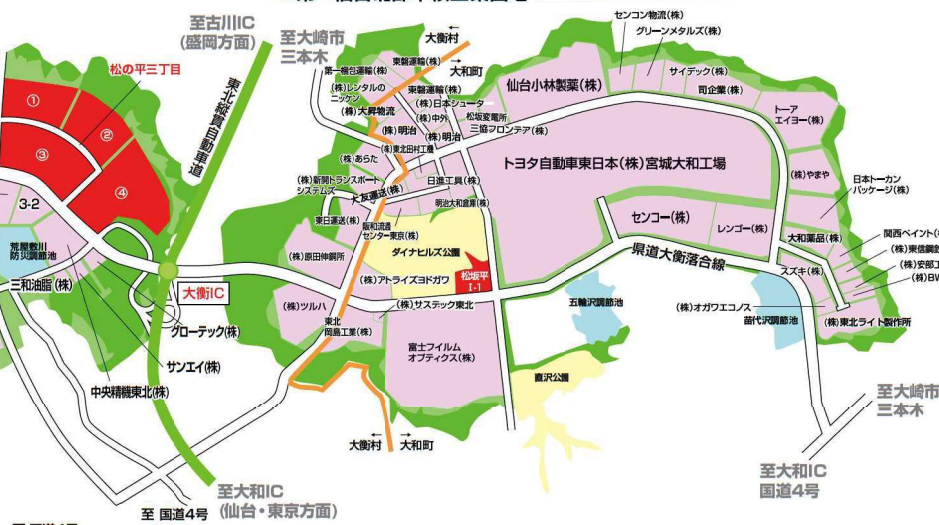 至古川IC
(盛岡方面)
至大崎市
三本木
大衡村
大和町
松の平三丁目
①
②
③
④
3-2
東北縦貫自動車道
荒屋敷川
防災調節池
三和油脂(株)
大衡IC
グローテック(株)
サンエイ(株)
中央精機東北(株)
至 国道4号
至大和IC
(仙台・東京方面)
第一梱包運輸(株)
東磐運輸(株)
(株)レンタルの
ニッケン
東磐運輸(株)
(株)大昇物流
(株)日本シュータ
(株)中外
松坂変電所
三協フロンテア(株)
(株)明治
(株)明治
(株)東北田村工機
(株)あらた
(株)新開トランスポート
システムズ
大友運送(株)
日進工具(株)
明治大和倉庫(株)
東日運送(株)
阪和流通
センター東京(株)
(株)原田伸銅所
ダイナヒルズ公園
(株)アトライズヨドガワ
松坂平
1-1
(株)ツルハ
(株)サステック東北
東北
岡島工業(株)
富士フイルム
オプティクス(株)
大衡村
大和町
センコン物流(株)
グリーンメタルズ(株)
仙台小林製薬(株)
サイデック(株)
司企業(株)
トーア
エイヨー(株)
トヨタ自動車東日本(株)宮城大和工場
(株)やまや
日本トーカン
パッケージ(株)
センコー(株)
レンゴー(株)
大和薬品(株)
関西ペイント(
(株)東信鋼
(株)安部工
(株)BW
スズキ(株)
県道大衡落合線
(株)オガワエコノス
(株)東北ライト製作所
五輪沢調節池
苗代沢調節池
直沢公園
至大崎市
三本木
至大和IC
国道4号